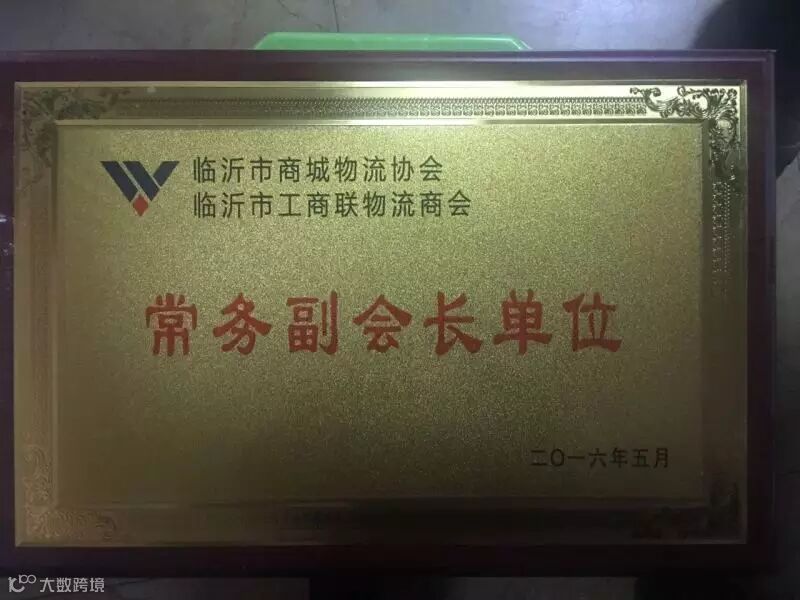 临沂市商城物流协会
临沂市工商联物流商会
常务副会长单位
二〇一六年五月
大数跨境